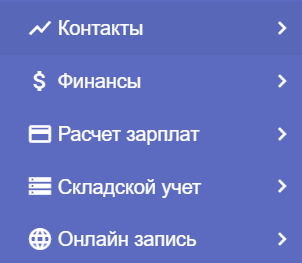 Контакты
Финансы
Расчет зарплат
Складской учет
Онлайн запись